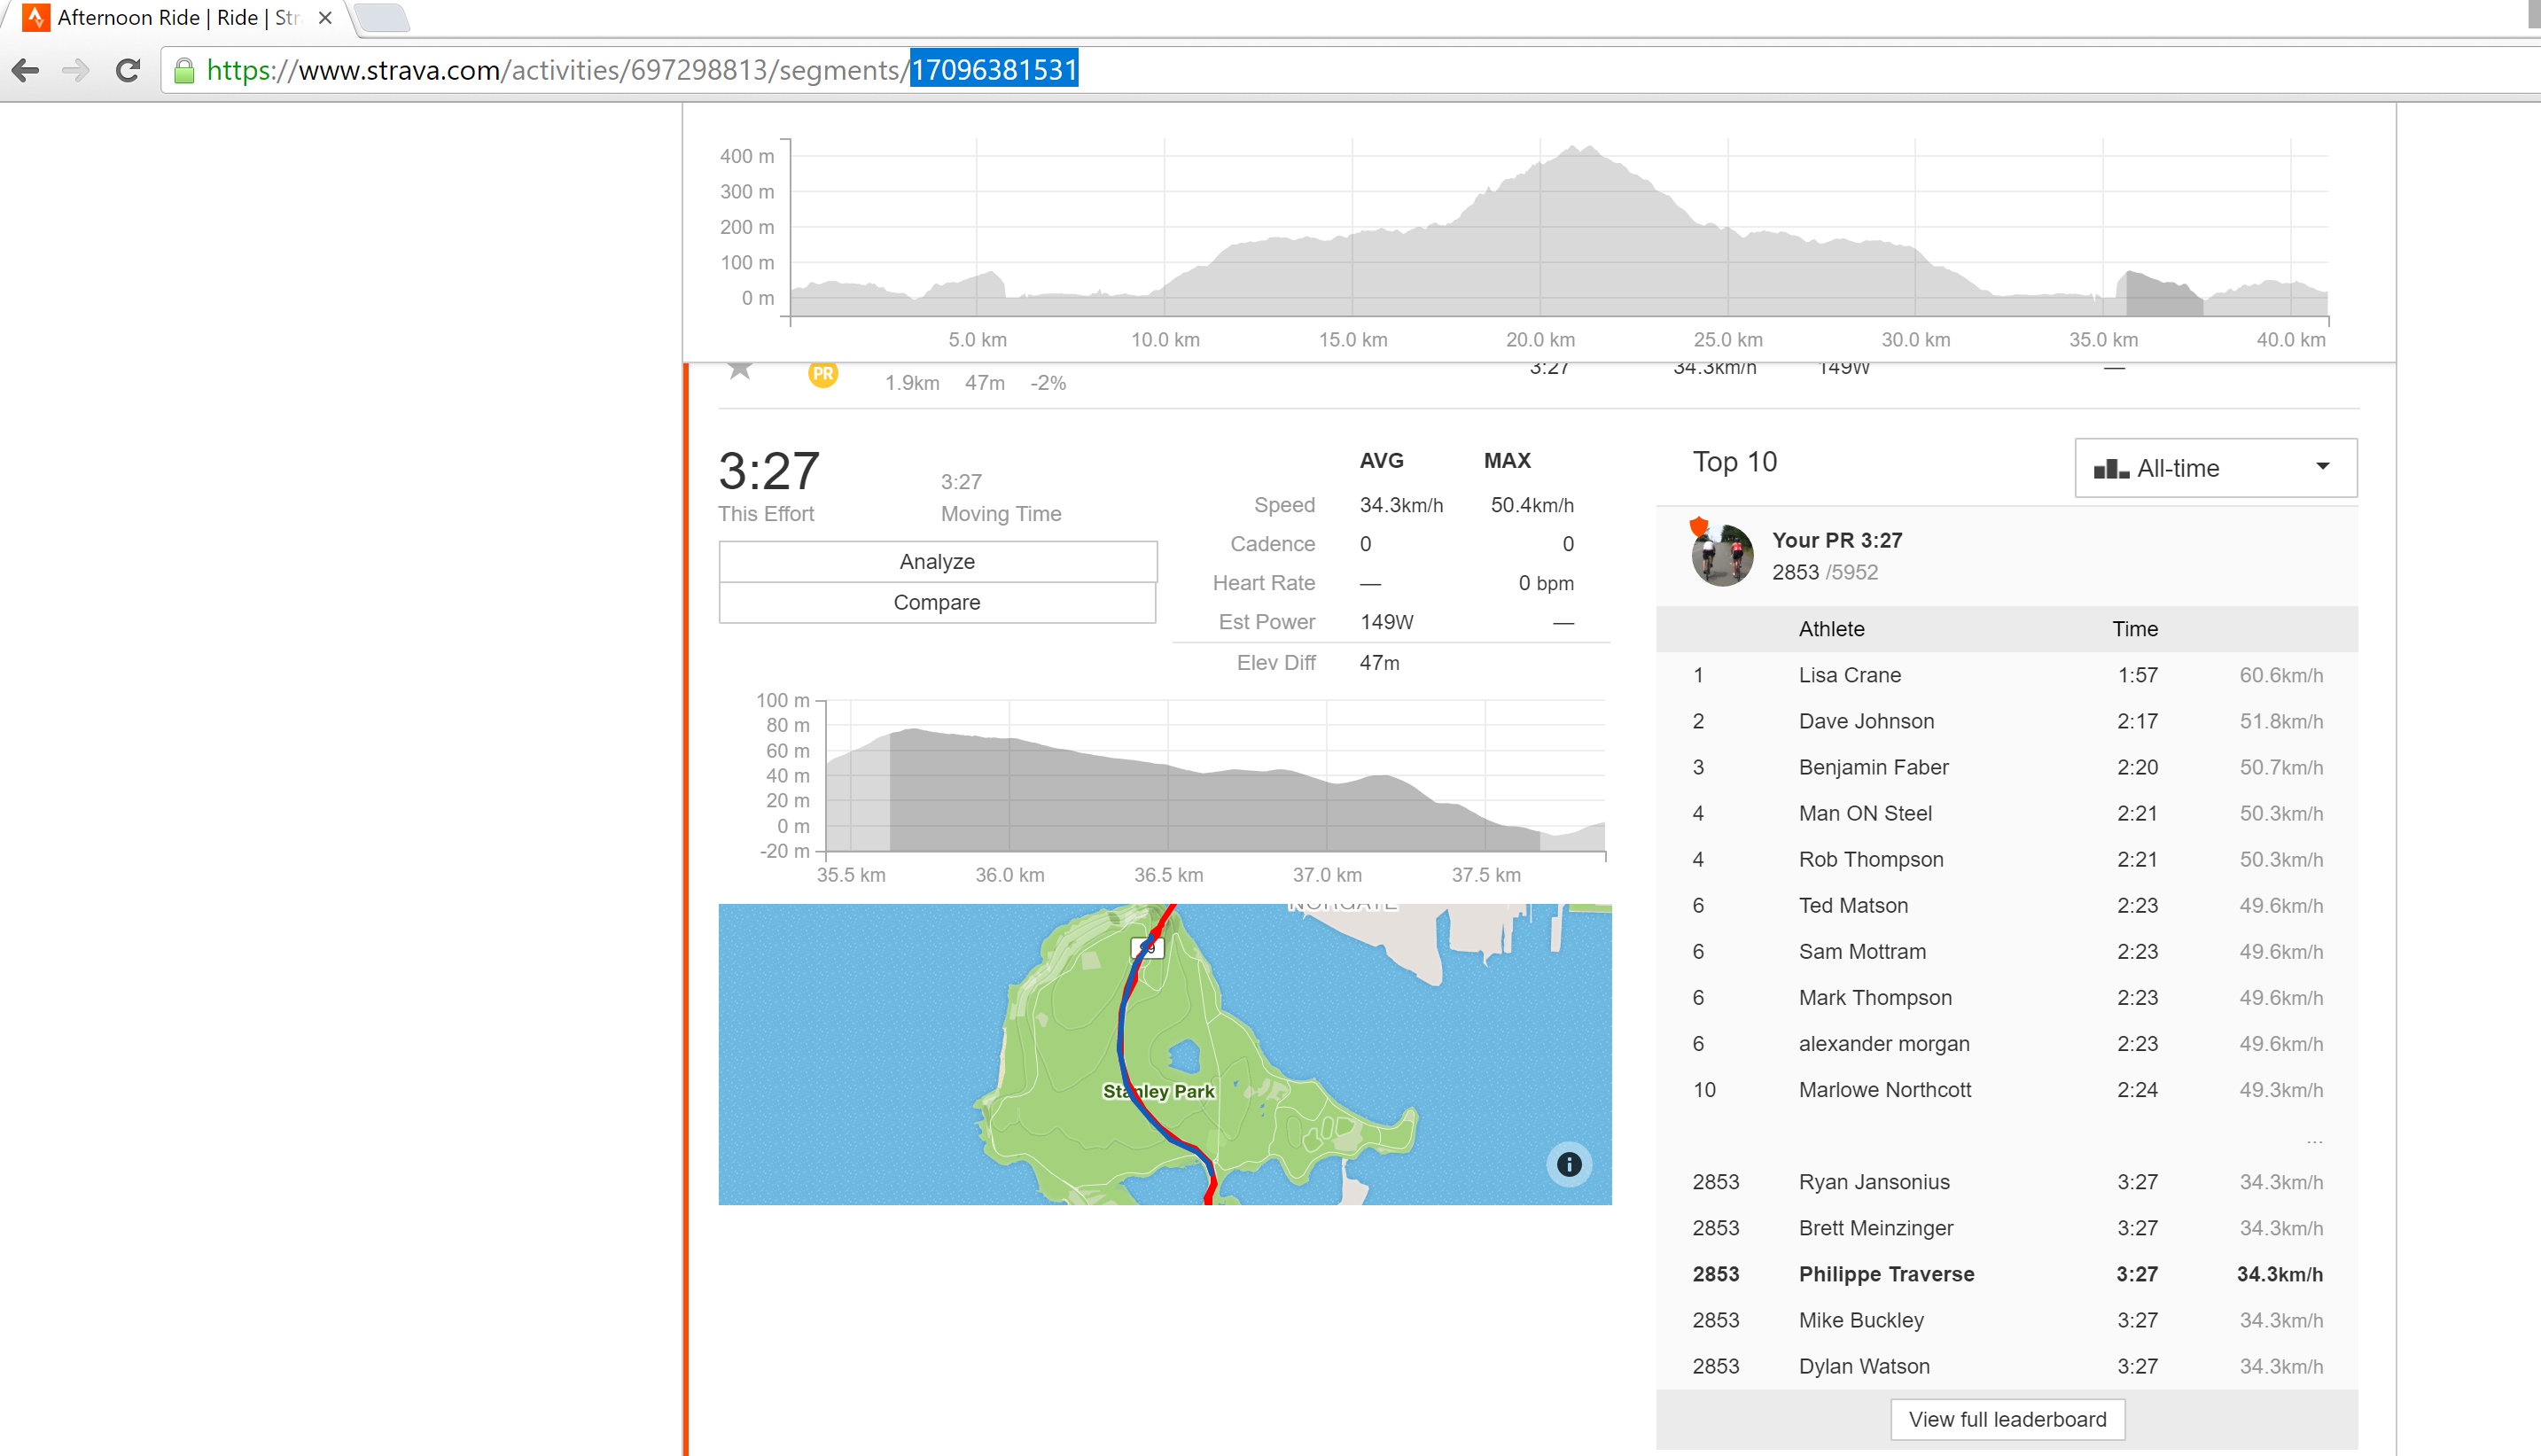 Afternoon Ride | Ride | Str
https://www.strava.com/activities/697298813/segments/17096381531
400 m
300 m
200 m
100 m
0 m
5.0 km 10.0 km 15.0 km 20.0 km 25.0 km 30.0 km 35.0 km 40.0 km
PR 1.9km 47m -2% 3:27 34.3km/h 149W —
3:27
This Effort
3:27
Moving Time
Analyze
Compare
AVG MAX
Speed 34.3km/h 50.4km/h
Cadence 0 0
Heart Rate — 0 bpm
Est Power 149W —
Elev Diff 47m
100 m
80 m
60 m
40 m
20 m
0 m
-20 m
35.5 km 36.0 km 36.5 km 37.0 km 37.5 km
NORGATE
Stanley Park
i
Top 10
All-time
Your PR 3:27
2853 /5952
Athlete Time
1 Lisa Crane 1:57 60.6km/h
2 Dave Johnson 2:17 51.8km/h
3 Benjamin Faber 2:20 50.7km/h
4 Man ON Steel 2:21 50.3km/h
4 Rob Thompson 2:21 50.3km/h
6 Ted Matson 2:23 49.6km/h
6 Sam Mottram 2:23 49.6km/h
6 Mark Thompson 2:23 49.6km/h
6 alexander morgan 2:23 49.6km/h
10 Marlowe Northcott 2:24 49.3km/h
...
2853 Ryan Jansonius 3:27 34.3km/h
2853 Brett Meinzinger 3:27 34.3km/h
2853 Philippe Traverse 3:27 34.3km/h
2853 Mike Buckley 3:27 34.3km/h
2853 Dylan Watson 3:27 34.3km/h
View full leaderboard